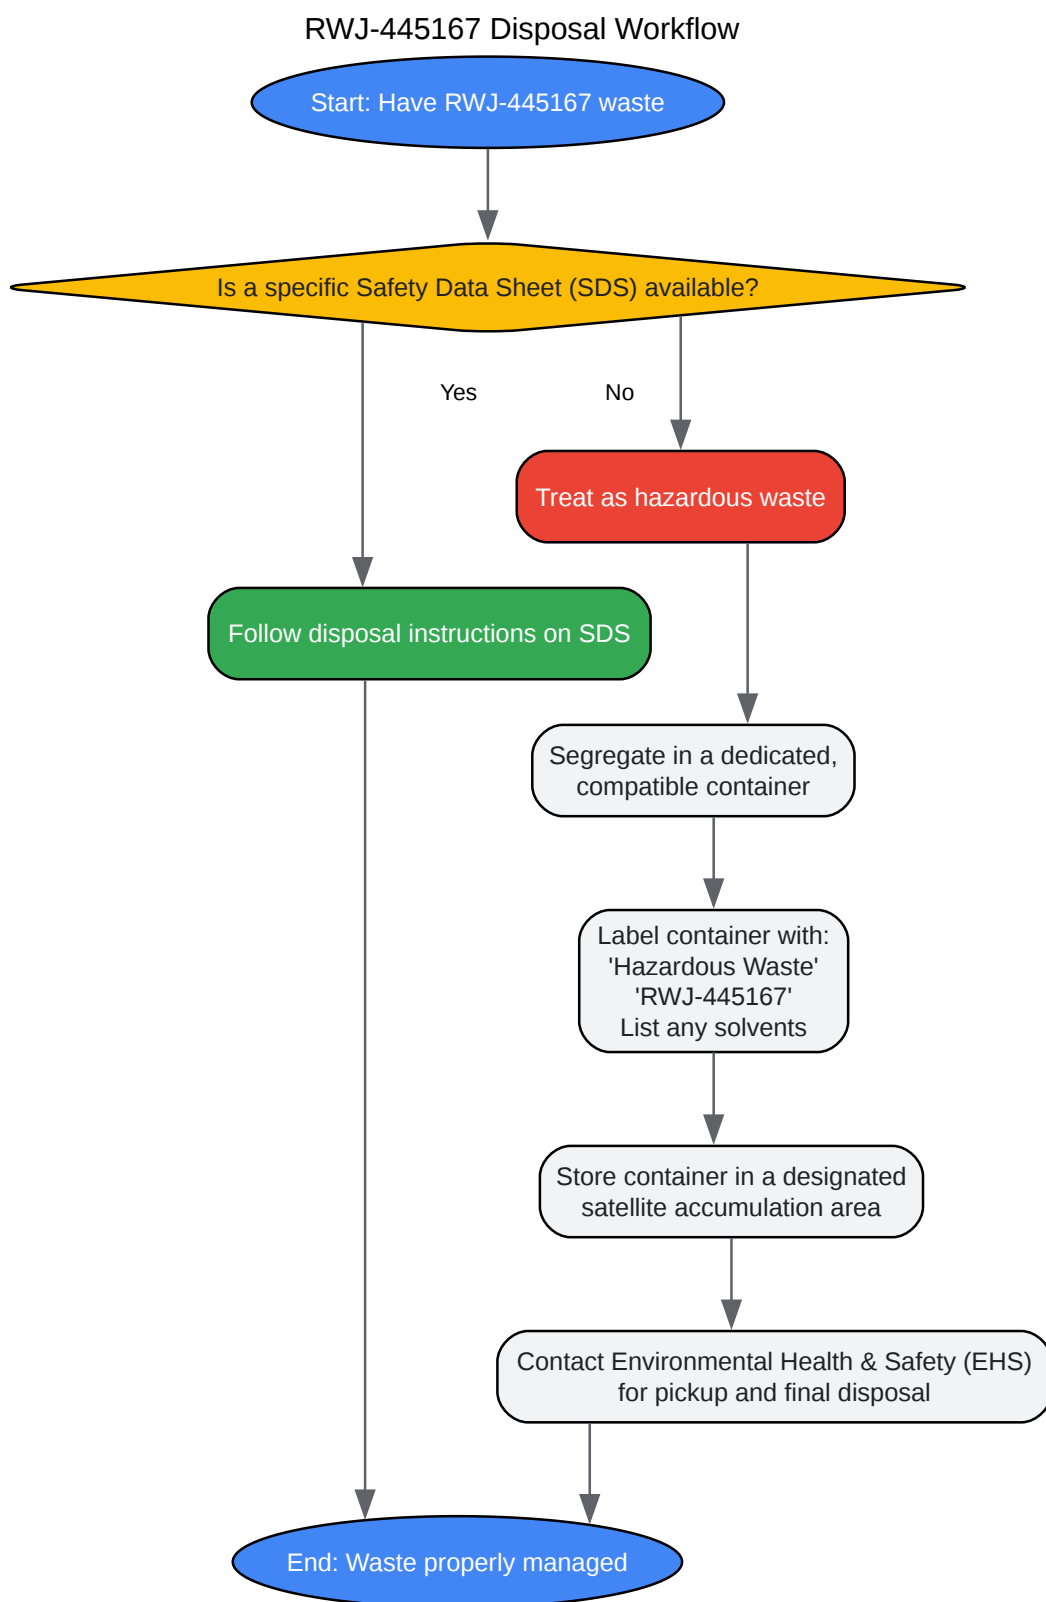 RWJ-445167 Disposal Workflow
Start: Have RWJ-445167 waste
Is a specific Safety Data Sheet (SDS) available?
Yes
No
Treat as hazardous waste
Follow disposal instructions on SDS
Segregate in a dedicated,
compatible container
Label container with:
'Hazardous Waste'
'RWJ-445167'
List any solvents
Store container in a designated
satellite accumulation area
Contact Environmental Health & Safety (EHS)
for pickup and final disposal
End: Waste properly managed